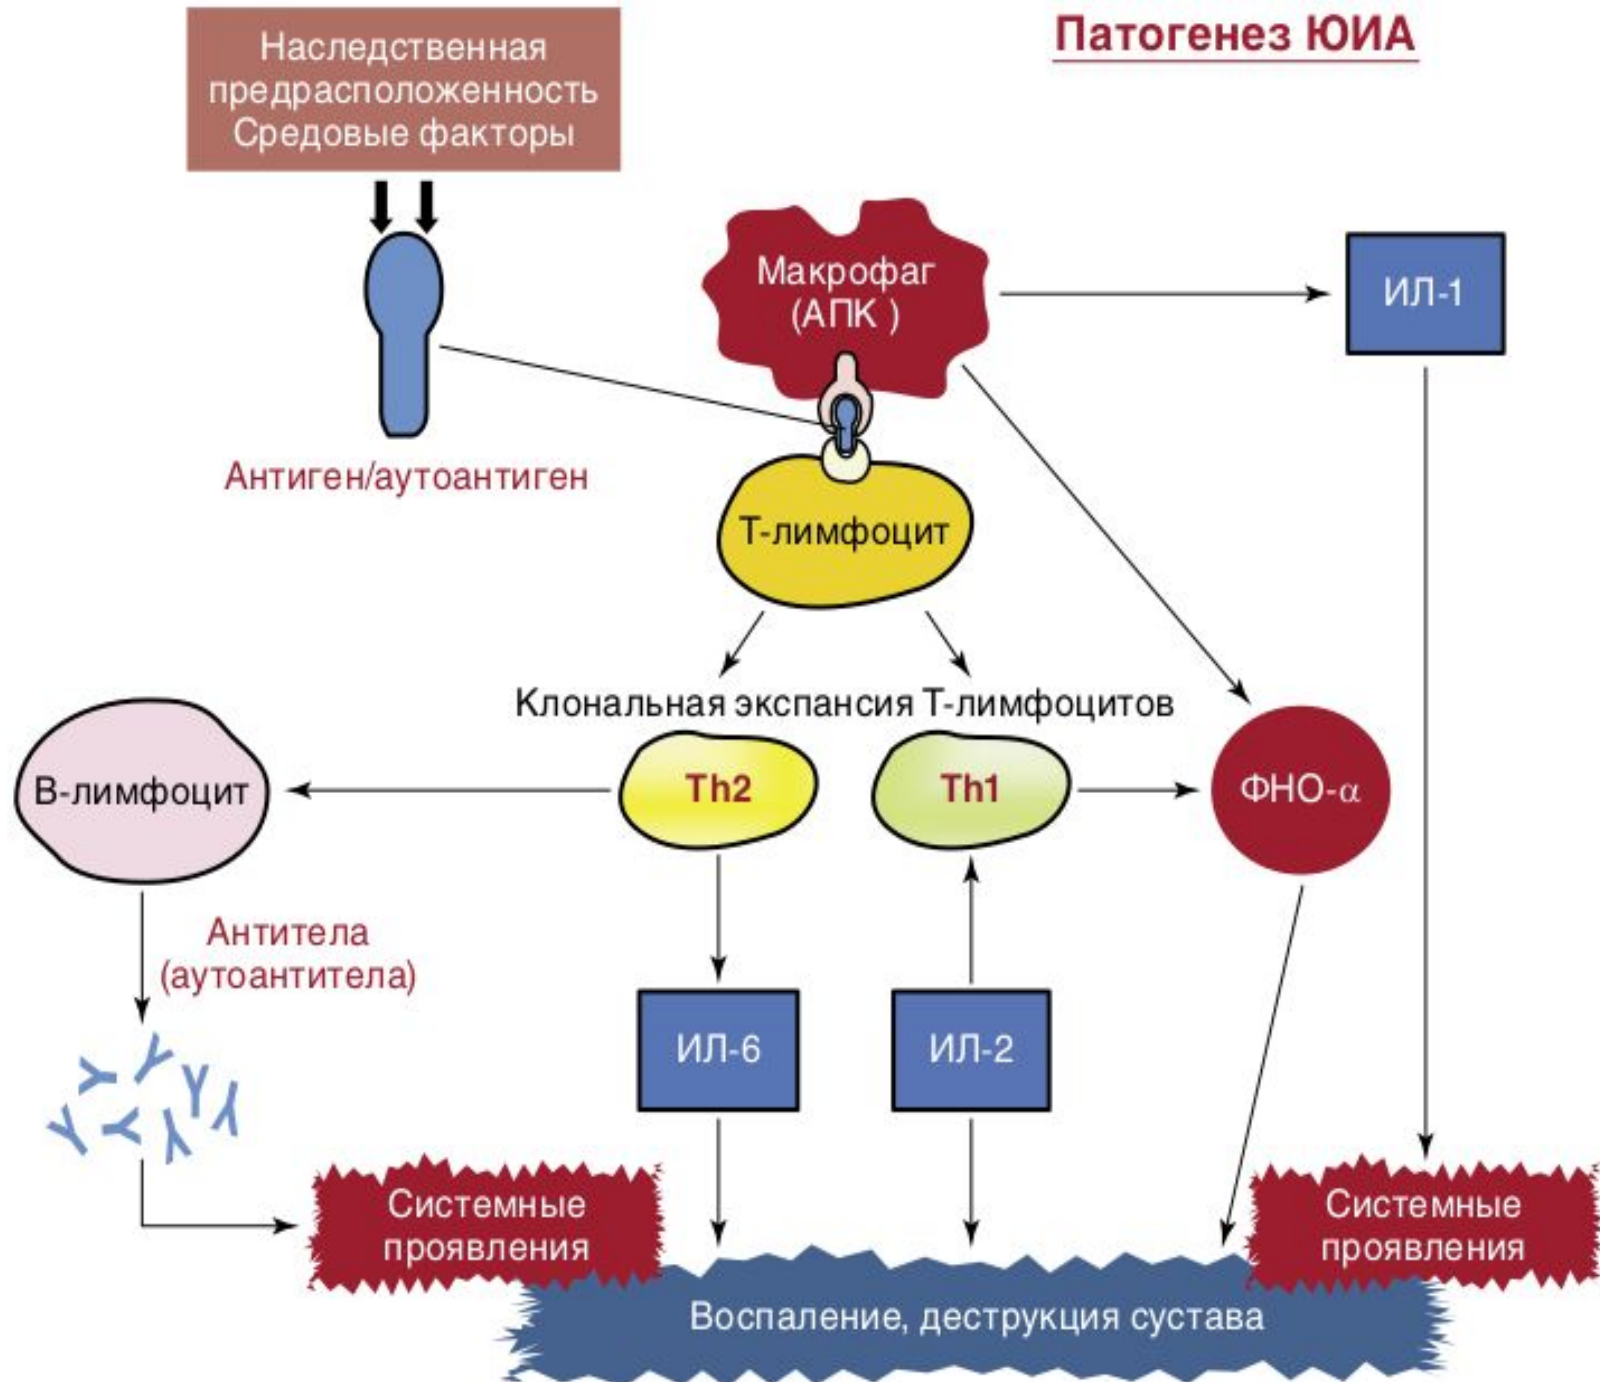 Патогенез ЮИА
Наследственная
предрасположенность
Средовые факторы
Макрофаг
(АПК )
ИЛ-1
Антиген/аутоантиген
Т-лимфоцит
Клональная экспансия Т-лимфоцитов
В-лимфоцит
Th2
Th1
ФНО-α
Антитела
(аутоантитела)
ИЛ-6
ИЛ-2
Системные
проявления
Системные
проявления
Воспаление, деструкция сустава